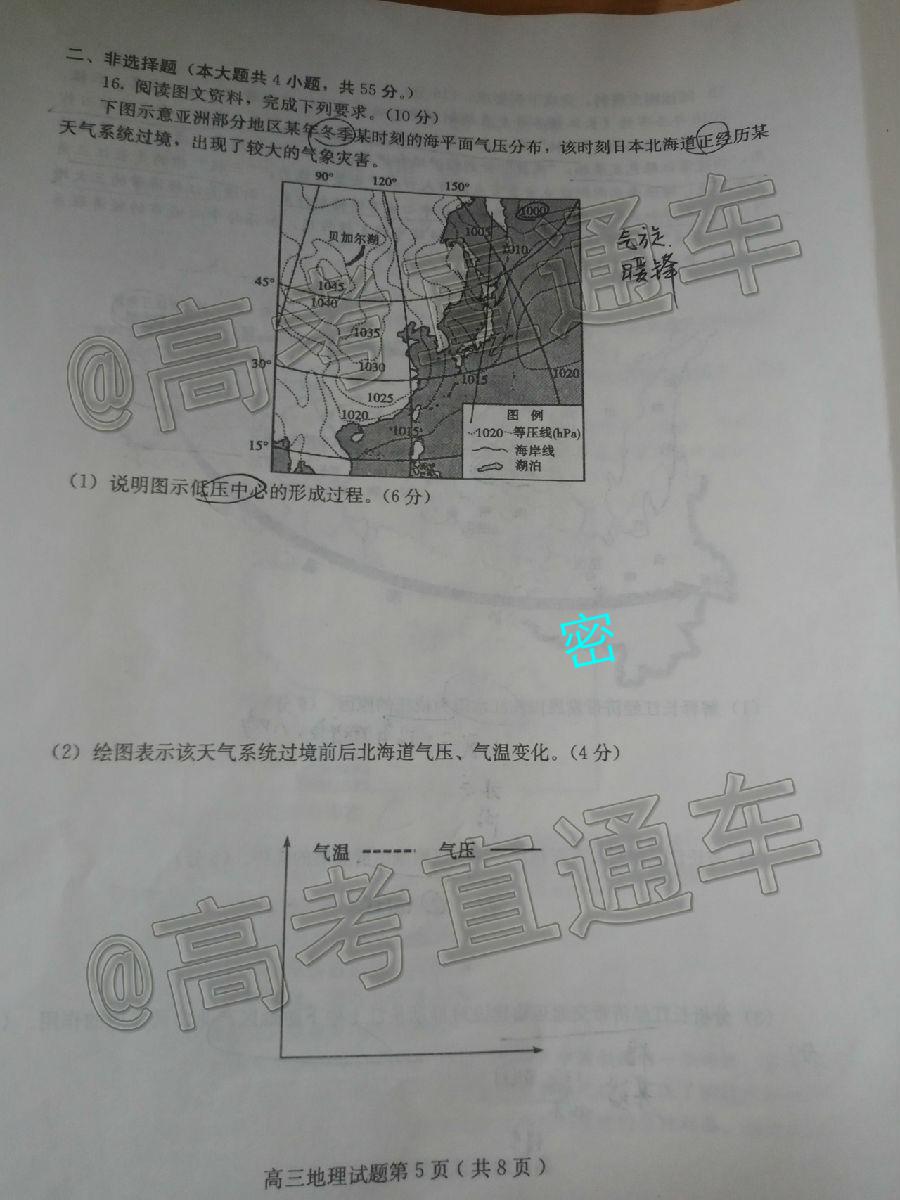 二、非选择题（本大题共4小题，共55分。）
16. 阅读图文资料，完成下列要求。（10分）
下图示意亚洲部分地区某年冬季某时刻的海平面气压分布，该时刻日本北海道正经历某
天气系统过境，出现了较大的气象灾害。
90° 120° 150°
1000
1005
贝加尔湖 1010
气旋
暖锋
45° 1045
1040
1035
30° 1030 1015 1020
1025
1020 1015
图 例
1020 等压线(hPa)
海岸线
湖泊
15°
@高考直通车
（1）说明图示低压中心的形成过程。（6分）
密
（2）绘图表示该天气系统过境前后北海道气压、气温变化。（4分）
气温 气压
@高考直通车
高三地理试题第5页（共8页）